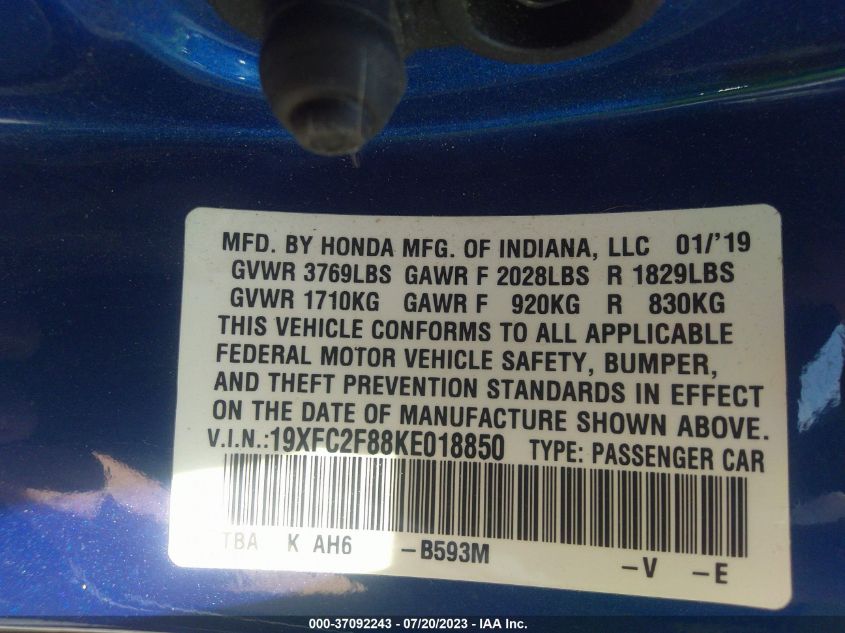 MFD. BY HONDA MFG. OF INDIANA, LLC 01/'19
GVWR 3769LBS GAWR F 2028LBS R 1829LBS
GVWR 1710KG GAWR F 920KG R 830KG
THIS VEHICLE CONFORMS TO ALL APPLICABLE
FEDERAL MOTOR VEHICLE SAFETY, BUMPER,
AND THEFT PREVENTION STANDARDS IN EFFECT
ON THE DATE OF MANUFACTURE SHOWN ABOVE.
V.I.N.:19XFC2F88KE018850 TYPE: PASSENGER CAR
TBA K AH6 -B593M -V -E
000-37092243 - 07/20/2023 - IAA Inc.